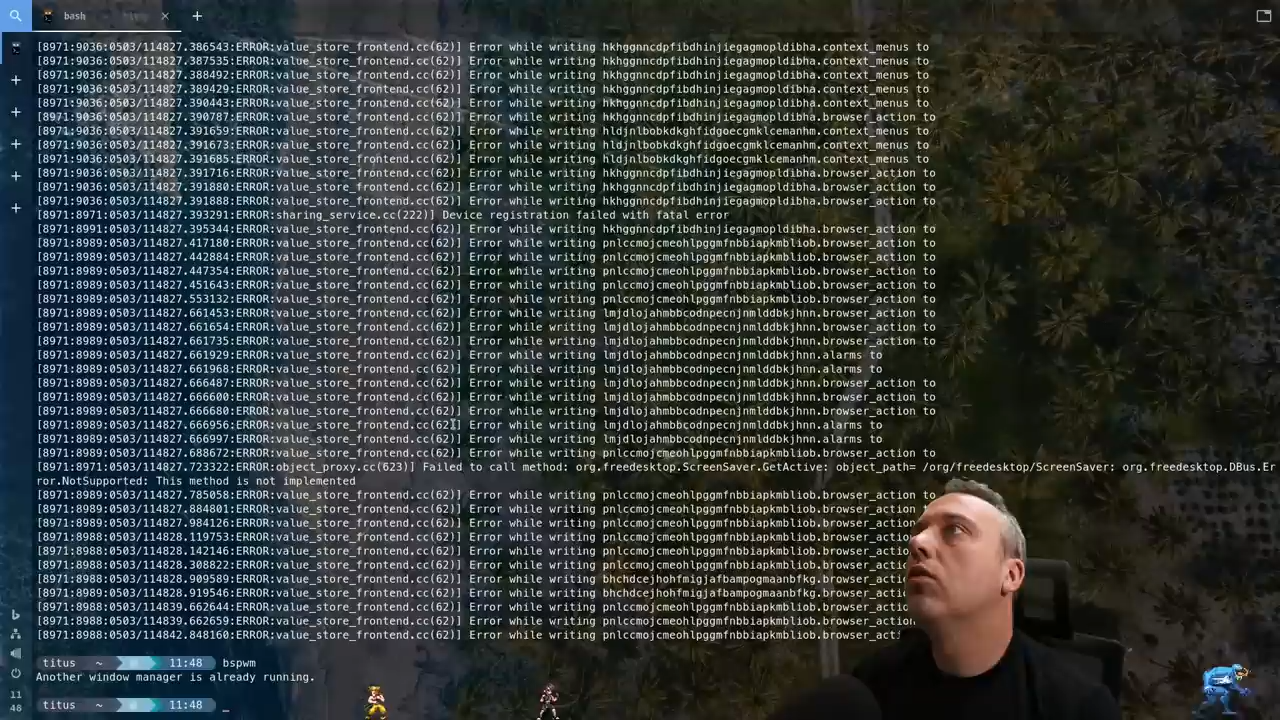 bash
[8971:9036:0503/114827.386543:ERROR:value_store_frontend.cc(62)] Error while writing hkhggnncdpfibdhinjiegagmopldibha.context_menus to
[8971:9036:0503/114827.387535:ERROR:value_store_frontend.cc(62)] Error while writing hkhggnncdpfibdhinjiegagmopldibha.context_menus to
[8971:9036:0503/114827.388492:ERROR:value_store_frontend.cc(62)] Error while writing hkhggnncdpfibdhinjiegagmopldibha.context_menus to
[8971:9036:0503/114827.389429:ERROR:value_store_frontend.cc(62)] Error while writing hkhggnncdpfibdhinjiegagmopldibha.context_menus to
[8971:9036:0503/114827.390443:ERROR:value_store_frontend.cc(62)] Error while writing hkhggnncdpfibdhinjiegagmopldibha.context_menus to
[8971:9036:0503/114827.390787:ERROR:value_store_frontend.cc(62)] Error while writing hkhggnncdpfibdhinjiegagmopldibha.browser_action to
[8971:9036:0503/114827.391659:ERROR:value_store_frontend.cc(62)] Error while writing hldjnlbobkdkghfidgoecgmklcemanhm.context_menus to
[8971:9036:0503/114827.391673:ERROR:value_store_frontend.cc(62)] Error while writing hldjnlbobkdkghfidgoecgmklcemanhm.context_menus to
[8971:9036:0503/114827.391685:ERROR:value_store_frontend.cc(62)] Error while writing hldjnlbobkdkghfidgoecgmklcemanhm.context_menus to
[8971:9036:0503/114827.391716:ERROR:value_store_frontend.cc(62)] Error while writing hkhggnncdpfibdhinjiegagmopldibha.browser_action to
[8971:9036:0503/114827.391880:ERROR:value_store_frontend.cc(62)] Error while writing hkhggnncdpfibdhinjiegagmopldibha.browser_action to
[8971:9036:0503/114827.391888:ERROR:value_store_frontend.cc(62)] Error while writing hkhggnncdpfibdhinjiegagmopldibha.browser_action to
[8971:8971:0503/114827.393291:ERROR:sharing_service.cc(222)] Device registration failed with fatal error
[8971:8991:0503/114827.395344:ERROR:value_store_frontend.cc(62)] Error while writing hkhggnncdpfibdhinjiegagmopldibha.browser_action to
[8971:8989:0503/114827.417180:ERROR:value_store_frontend.cc(62)] Error while writing pnlccmojcmeohlpggmfnbbiapkmbliob.browser_action to
[8971:8989:0503/114827.442884:ERROR:value_store_frontend.cc(62)] Error while writing pnlccmojcmeohlpggmfnbbiapkmbliob.browser_action to
[8971:8989:0503/114827.447354:ERROR:value_store_frontend.cc(62)] Error while writing pnlccmojcmeohlpggmfnbbiapkmbliob.browser_action to
[8971:8989:0503/114827.451643:ERROR:value_store_frontend.cc(62)] Error while writing pnlccmojcmeohlpggmfnbbiapkmbliob.browser_action to
[8971:8989:0503/114827.553132:ERROR:value_store_frontend.cc(62)] Error while writing pnlccmojcmeohlpggmfnbbiapkmbliob.browser_action to
[8971:8989:0503/114827.661453:ERROR:value_store_frontend.cc(62)] Error while writing lmjdlojahmbbcodnpecnjnmlddbkjhnn.browser_action to
[8971:8989:0503/114827.661654:ERROR:value_store_frontend.cc(62)] Error while writing lmjdlojahmbbcodnpecnjnmlddbkjhnn.browser_action to
[8971:8989:0503/114827.661735:ERROR:value_store_frontend.cc(62)] Error while writing lmjdlojahmbbcodnpecnjnmlddbkjhnn.browser_action to
[8971:8989:0503/114827.661929:ERROR:value_store_frontend.cc(62)] Error while writing lmjdlojahmbbcodnpecnjnmlddbkjhnn.alarms to
[8971:8989:0503/114827.661968:ERROR:value_store_frontend.cc(62)] Error while writing lmjdlojahmbbcodnpecnjnmlddbkjhnn.alarms to
[8971:8989:0503/114827.666487:ERROR:value_store_frontend.cc(62)] Error while writing lmjdlojahmbbcodnpecnjnmlddbkjhnn.browser_action to
[8971:8989:0503/114827.666600:ERROR:value_store_frontend.cc(62)] Error while writing lmjdlojahmbbcodnpecnjnmlddbkjhnn.browser_action to
[8971:8989:0503/114827.666680:ERROR:value_store_frontend.cc(62)] Error while writing lmjdlojahmbbcodnpecnjnmlddbkjhnn.browser_action to
[8971:8989:0503/114827.666956:ERROR:value_store_frontend.cc(62)] Error while writing lmjdlojahmbbcodnpecnjnmlddbkjhnn.alarms to
[8971:8989:0503/114827.666997:ERROR:value_store_frontend.cc(62)] Error while writing lmjdlojahmbbcodnpecnjnmlddbkjhnn.alarms to
[8971:8989:0503/114827.688672:ERROR:value_store_frontend.cc(62)] Error while writing pnlccmojcmeohlpggmfnbbiapkmbliob.browser_action to
[8971:8971:0503/114827.723322:ERROR:object_proxy.cc(623)] Failed to call method: org.freedesktop.ScreenSaver.GetActive: object_path= /org/freedesktop/ScreenSaver: org.freedesktop.DBus.Er
ror.NotSupported: This method is not implemented
[8971:8989:0503/114827.785058:ERROR:value_store_frontend.cc(62)] Error while writing pnlccmojcmeohlpggmfnbbiapkmbliob.browser_action to
[8971:8989:0503/114827.884801:ERROR:value_store_frontend.cc(62)] Error while writing pnlccmojcmeohlpggmfnbbiapkmbliob.browser_action
[8971:8989:0503/114827.984126:ERROR:value_store_frontend.cc(62)] Error while writing pnlccmojcmeohlpggmfnbbiapkmbliob.browser_action
[8971:8988:0503/114828.119753:ERROR:value_store_frontend.cc(62)] Error while writing pnlccmojcmeohlpggmfnbbiapkmbliob.browser_action
[8971:8988:0503/114828.142146:ERROR:value_store_frontend.cc(62)] Error while writing pnlccmojcmeohlpggmfnbbiapkmbliob.browser_acti
[8971:8988:0503/114828.308822:ERROR:value_store_frontend.cc(62)] Error while writing pnlccmojcmeohlpggmfnbbiapkmbliob.browser_acti
[8971:8988:0503/114828.909589:ERROR:value_store_frontend.cc(62)] Error while writing bhchdcejhohfmigjafbampogmaanbfkg.browser_acti
[8971:8988:0503/114828.919546:ERROR:value_store_frontend.cc(62)] Error while writing bhchdcejhohfmigjafbampogmaanbfkg.browser_acti
[8971:8988:0503/114839.662644:ERROR:value_store_frontend.cc(62)] Error while writing pnlccmojcmeohlpggmfnbbiapkmbliob.browser_acti
[8971:8988:0503/114839.662659:ERROR:value_store_frontend.cc(62)] Error while writing pnlccmojcmeohlpggmfnbbiapkmbliob.browser_acti
[8971:8988:0503/114842.848160:ERROR:value_store_frontend.cc(62)] Error while writing pnlccmojcmeohlpggmfnbbiapkmbliob.browser_acti
titus ~ 11:48 bspwm
Another window manager is already running.
titus ~ 11:48 _
11
48